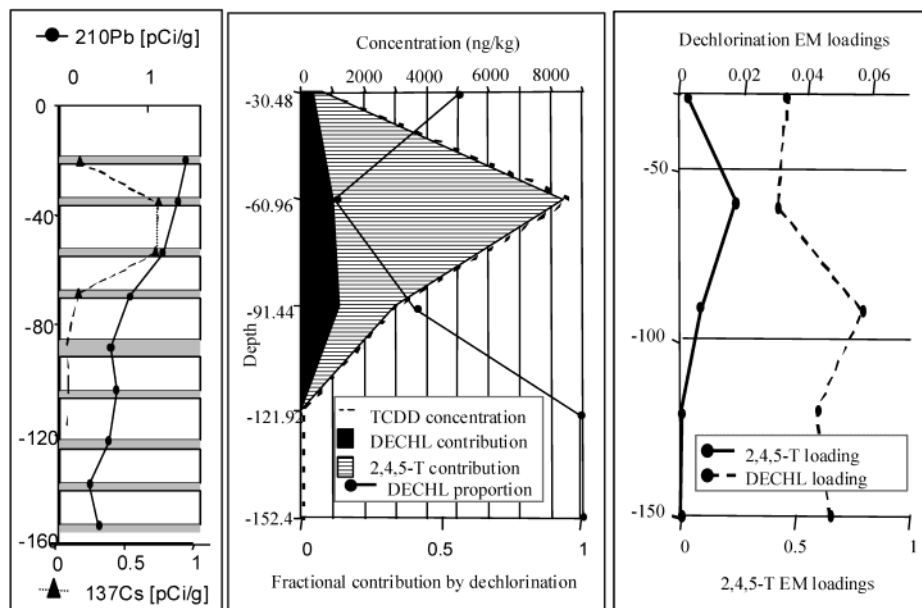 210Pb [pCi/g]
0 1
0
-40
-80
-120
-160
0 0.5 1
137Cs [pCi/g]
Concentration (ng/kg)
0 2000 4000 6000 8000
-30.48
-60.96
-91.44
-121.92
-152.4
Depth
TCDD concentration
DECHL contribution
2,4,5-T contribution
DECHL proportion
0 0.5 1
Fractional contribution by dechlorination
Dechlorination EM loadings
0 0.02 0.04 0.06
-50
-100
-150
2,4,5-T loading
DECHL loading
0 0.5 1
2,4,5-T EM loadings